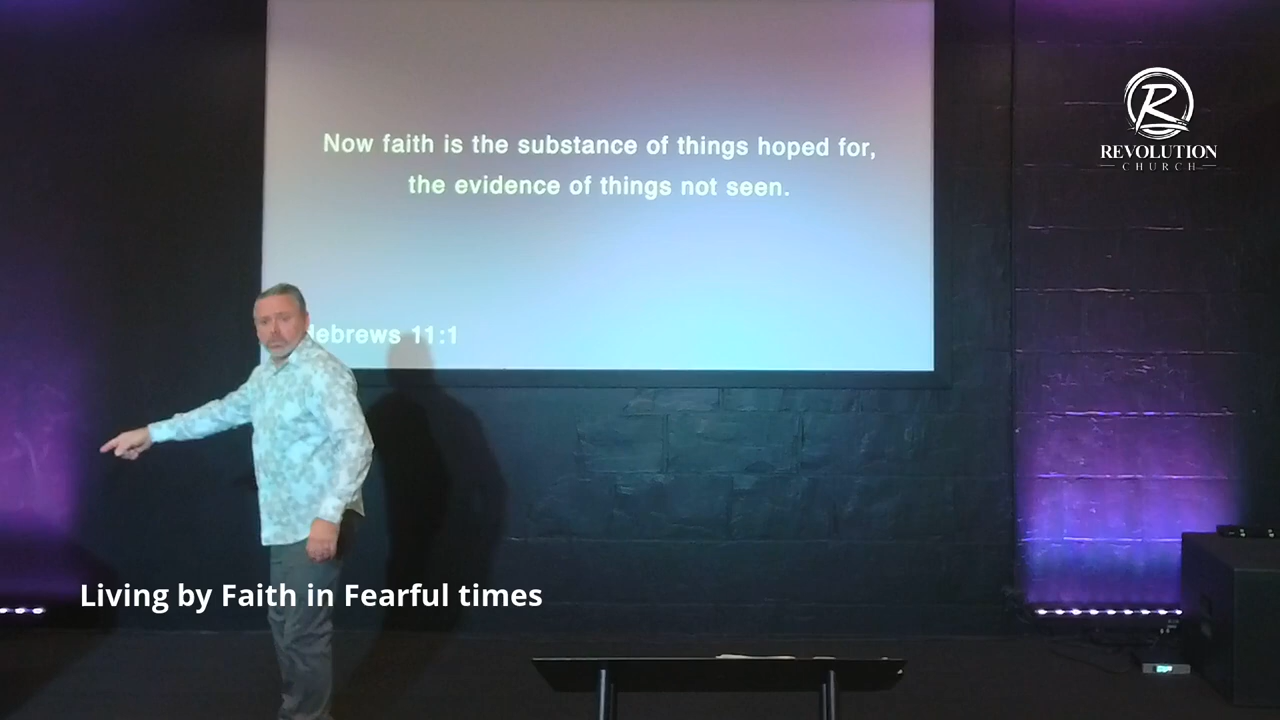 Now faith is the substance of things hoped for,
the evidence of things not seen.
ebrews 11:1
REVOLUTION
CHURCH
Living by Faith in Fearful times